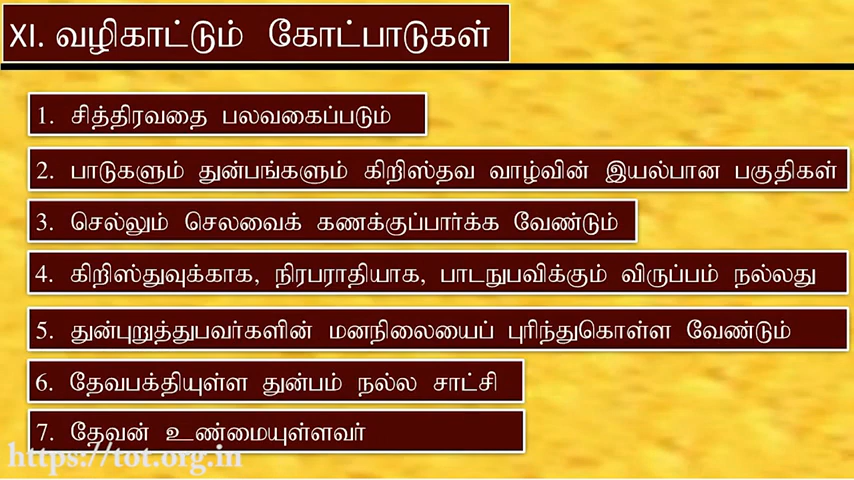 XI. வழிகாட்டும் கோட்பாடுகள்
1. சித்திரவதை பலவகைப்படும்
2. பாடுகளும் துன்பங்களும் கிறிஸ்தவ வாழ்வின் இயல்பான பகுதிகள்
3. செல்லும் செலவைக் கணக்குப்பார்க்க வேண்டும்
4. கிறிஸ்துவுக்காக, நிரபராதியாக, பாடநுபவிக்கும் விருப்பம் நல்லது
5. துன்புறுத்துபவர்களின் மனநிலையைப் புரிந்துகொள்ள வேண்டும்
6. தேவபக்தியுள்ள துன்பம் நல்ல சாட்சி
7. தேவன் உண்மையுள்ளவர்
https://tot.org.in